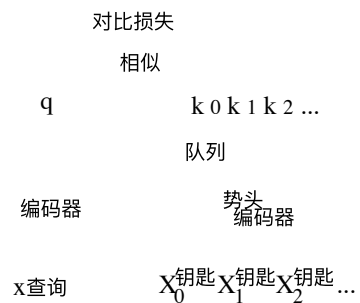 对比损失
相似
q k 0 k 1 k 2 ...
队列
编码器 势头
编码器
x查询 X0钥匙 X1钥匙 X2钥匙 ...